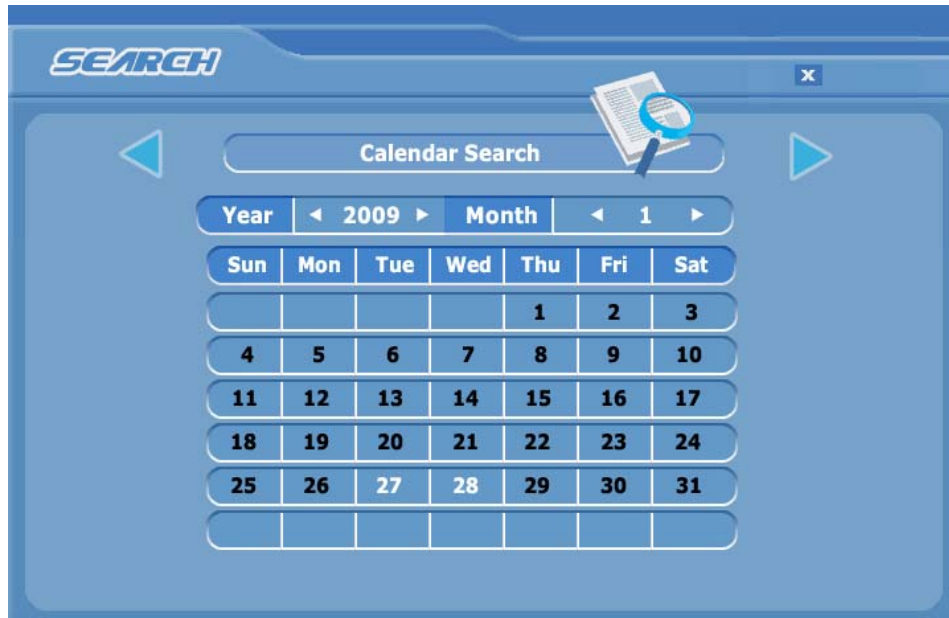 SEARCH
X
Calendar Search
Year ◄ 2009 ► Month ◄ 1 ►
Sun Mon Tue Wed Thu Fri Sat
1 2 3
4 5 6 7 8 9 10
11 12 13 14 15 16 17
18 19 20 21 22 23 24
25 26 27 28 29 30 31